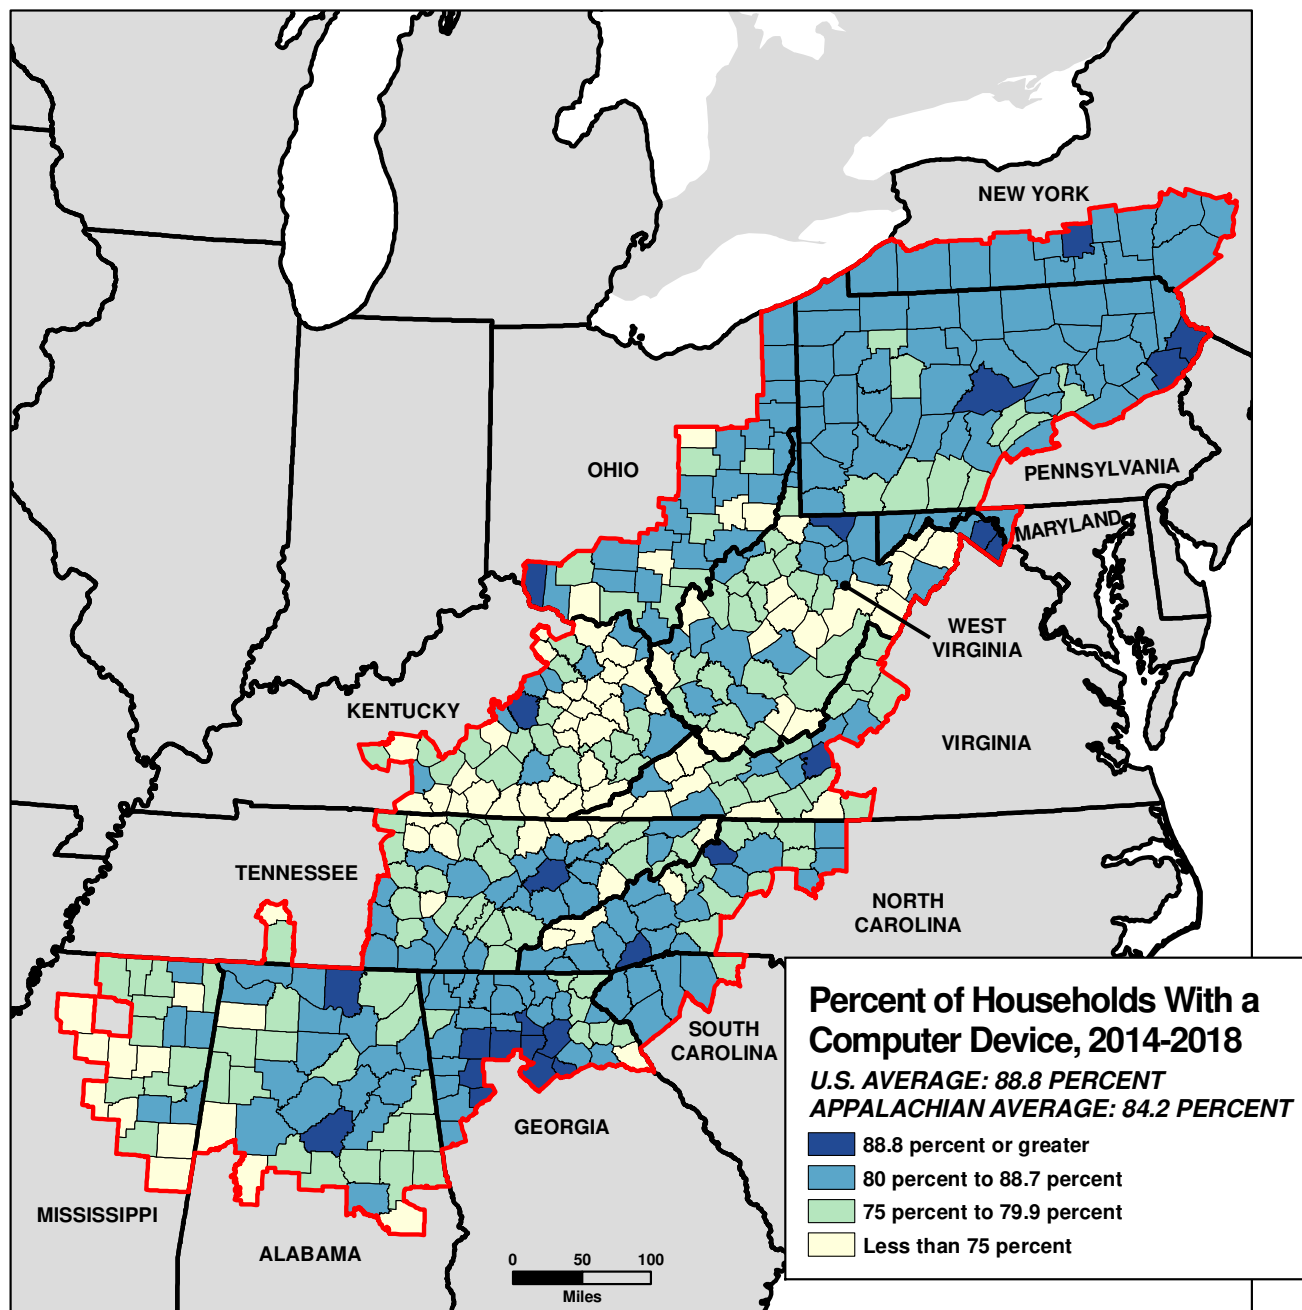 NEW YORK
OHIO
PENNSYLVANIA
MARYLAND
WEST
VIRGINIA
KENTUCKY
VIRGINIA
TENNESSEE
NORTH
CAROLINA
SOUTH
CAROLINA
GEORGIA
MISSISSIPPI
ALABAMA
0 50 100
Miles
Percent of Households With a
Computer Device, 2014-2018
U.S. AVERAGE: 88.8 PERCENT
APPALACHIAN AVERAGE: 84.2 PERCENT
88.8 percent or greater
80 percent to 88.7 percent
75 percent to 79.9 percent
Less than 75 percent